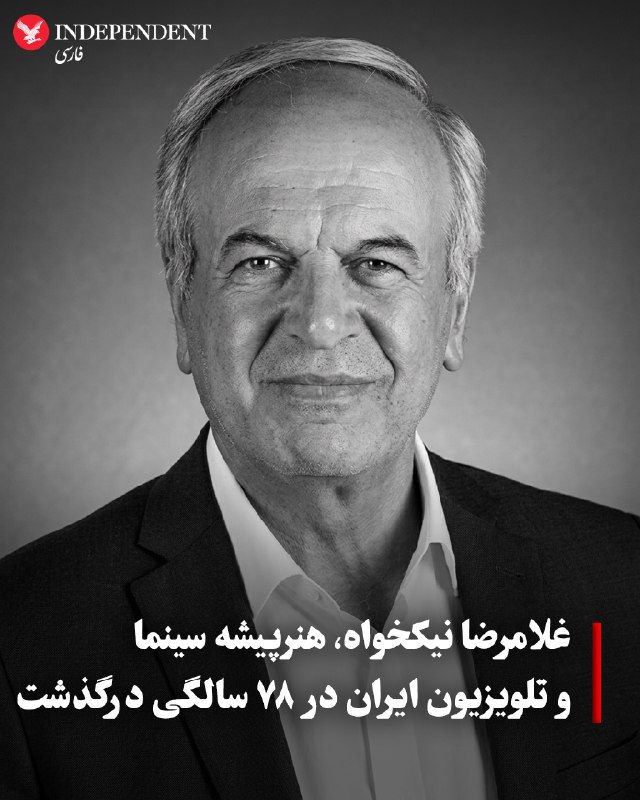 INDEPENDENT
فارسی
غلامرضا نیکخواه، هنرپیشه سینما
و تلویزیون ایران در ۷۸ سالگی درگذشت